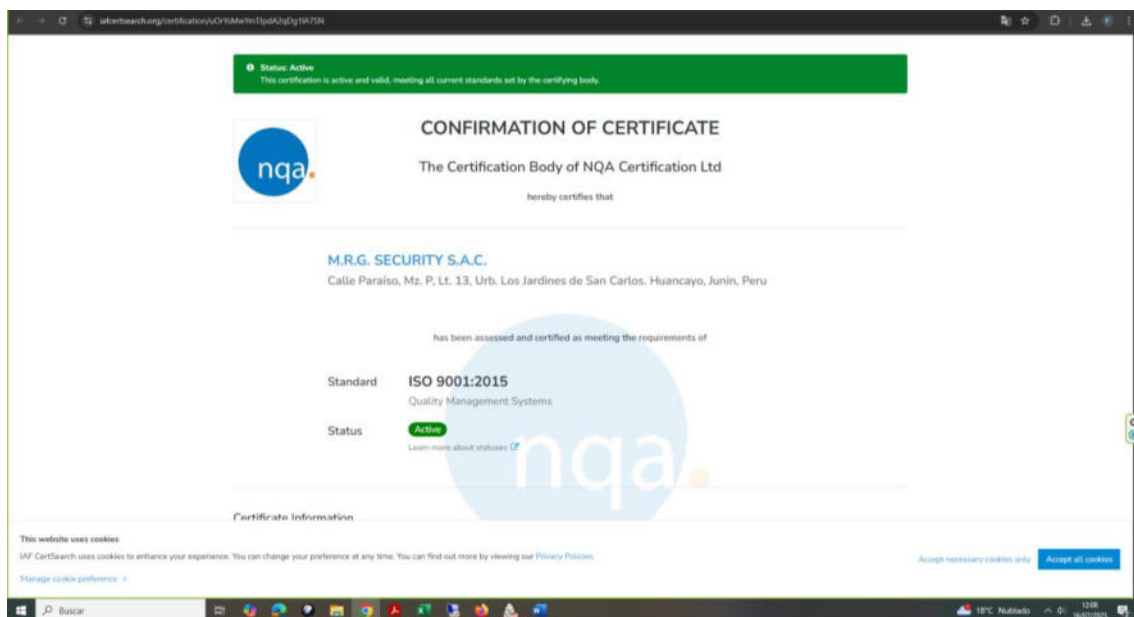 Status: Active
This certification is active and valid, meeting all current standards set by the certifying body.
nqa.
CONFIRMATION OF CERTIFICATE
The Certification Body of NQA Certification Ltd
hereby certifies that
M.R.G. SECURITY S.A.C.
Calle Paraíso, Mz. P, Lt. 13, Urb. Los Jardines de San Carlos. Huancayo, Junin, Peru
has been assessed and certified as meeting the requirements of
Standard ISO 9001:2015
Quality Management Systems
Status Active
Learn more about statuses
nqa.
Certificate Information
This website uses cookies
IAF CertSearch uses cookies to enhance your experience. You can change your preference at any time. You can find out more by viewing our Privacy Policies
Accept necessary cookies only Accept all cookies
Manage cookie preference
Buscar
18°C Nublado
12:08